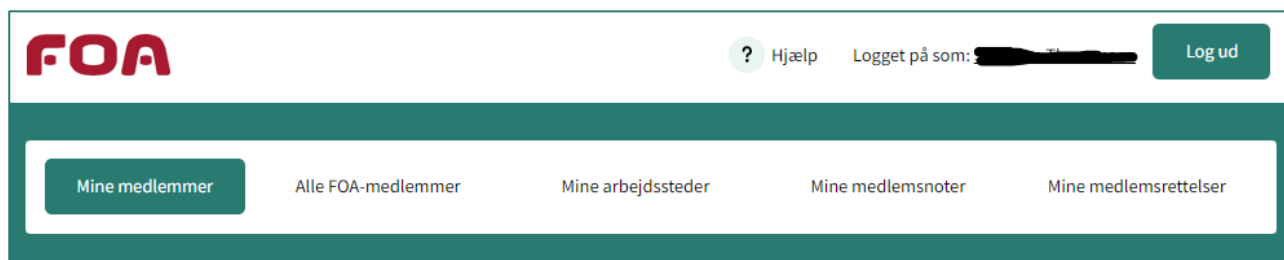 FOA
? Hjælp Logget på som: Log ud
Mine medlemmer Alle FOA-medlemmer Mine arbejdssteder Mine medlemsnoter Mine medlemsrettelser